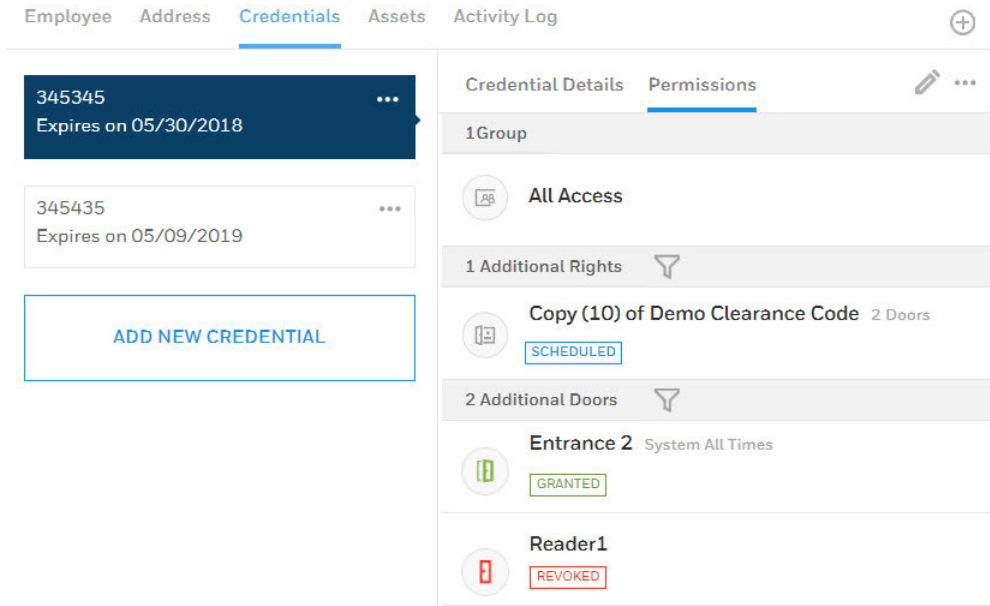 Employee Address Credentials Assets Activity Log
345345
Expires on 05/30/2018
345435
Expires on 05/09/2019
ADD NEW CREDENTIAL
Credential Details Permissions
1Group
All Access
1 Additional Rights
Copy (10) of Demo Clearance Code 2 Doors
SCHEDULED
2 Additional Doors
Entrance 2 System All Times
GRANTED
Reader1
REVOKED